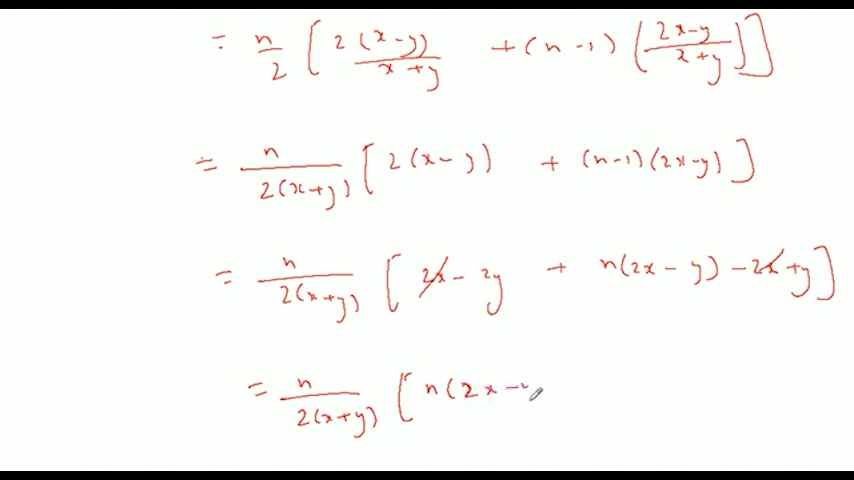 = n/2 [ 2(x-y)/x+y + (n-1) ( 2x-y/x+y ) ]
= n/2(x+y) [ 2(x-y) + (n-1)(2x-y) ]
= n/2(x+y) [ 2x - 2y + n(2x-y) - 2x + y ]
= n/2(x+y) [ n(2x-